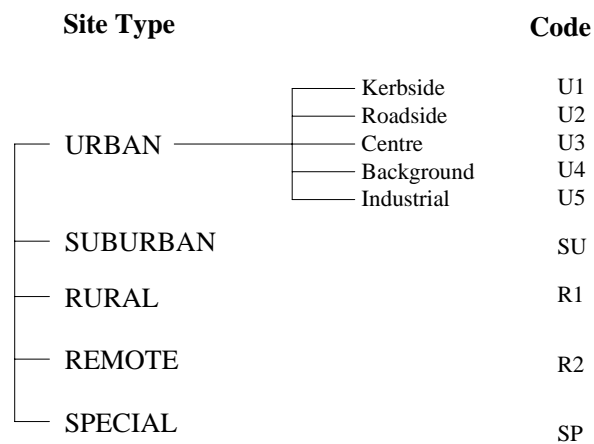 Site Type Code
Kerbside U1
Roadside U2
URBAN Centre U3
Background U4
Industrial U5
SUBURBAN SU
RURAL R1
REMOTE R2
SPECIAL SP